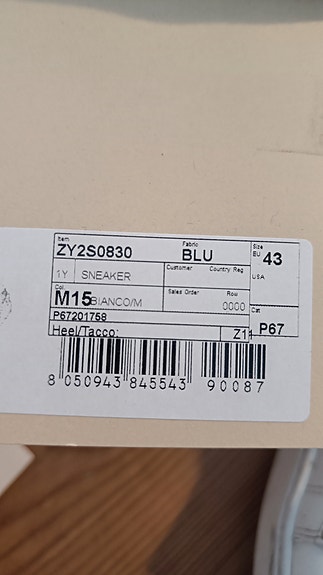 Item Fabric Size
ZY2S0830 BLU EU 43
1Y SNEAKER Customer Country Reg USA
Col. Sales Order Row
M15 BIANCO/M 0000 Cat
P67201758 P67
Heel/Tacco: Z11
8 050943 845543 90087